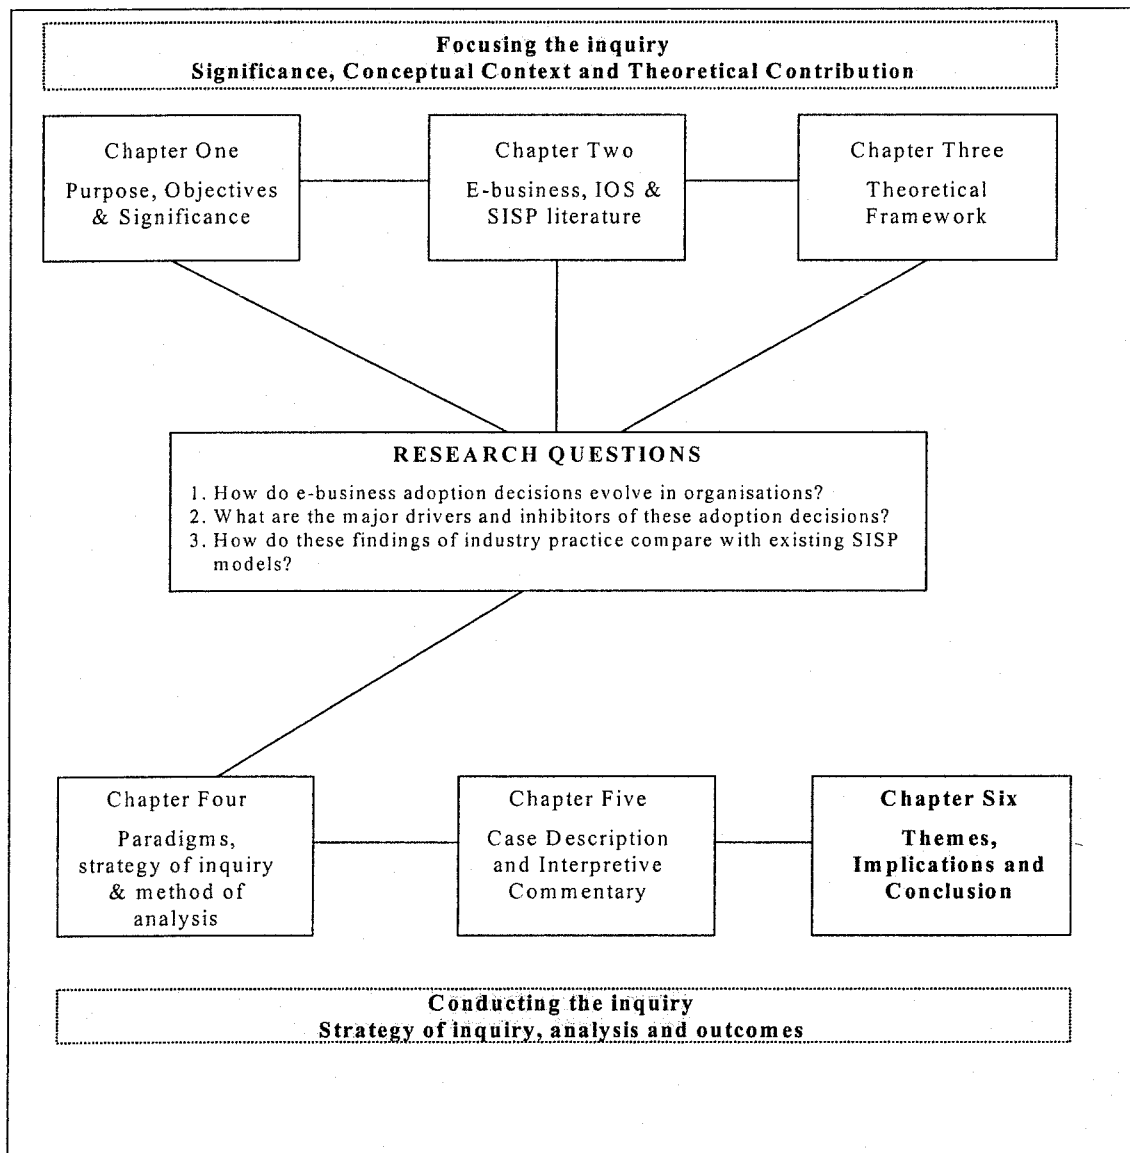 Focusing the inquiry
Significance, Conceptual Context and Theoretical Contribution
Chapter One
Purpose, Objectives
& Significance
Chapter Two
E-business, IOS &
SISP literature
Chapter Three
Theoretical
Framework
RESEARCH QUESTIONS
1. How do e-business adoption decisions evolve in organisations?
2. What are the major drivers and inhibitors of these adoption decisions?
3. How do these findings of industry practice compare with existing SISP
models?
Chapter Four
Paradigms,
strategy of inquiry
& method of
analysis
Chapter Five
Case Description
and Interpretive
Commentary
Chapter Six
Themes,
Implications and
Conclusion
Conducting the inquiry
Strategy of inquiry, analysis and outcomes